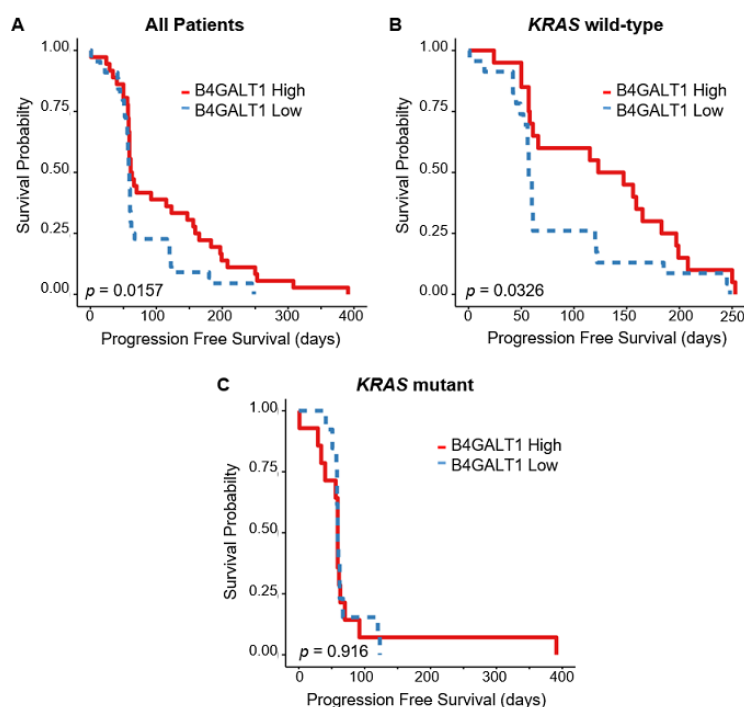 A
All Patients
1.00
0.75
0.50
0.25
0.00
Survival Probabilty
B4GALT1 High
B4GALT1 Low
p = 0.0157
0 100 200 300 400
Progression Free Survival (days)
B
KRAS wild-type
1.00
0.75
0.50
0.25
0.00
Survival Probabilty
B4GALT1 High
B4GALT1 Low
p = 0.0326
0 50 100 150 200 250
Progression Free Survival (days)
C
KRAS mutant
1.00
0.75
0.50
0.25
0.00
Survival Probabilty
B4GALT1 High
B4GALT1 Low
p = 0.916
0 100 200 300 400
Progression Free Survival (days)